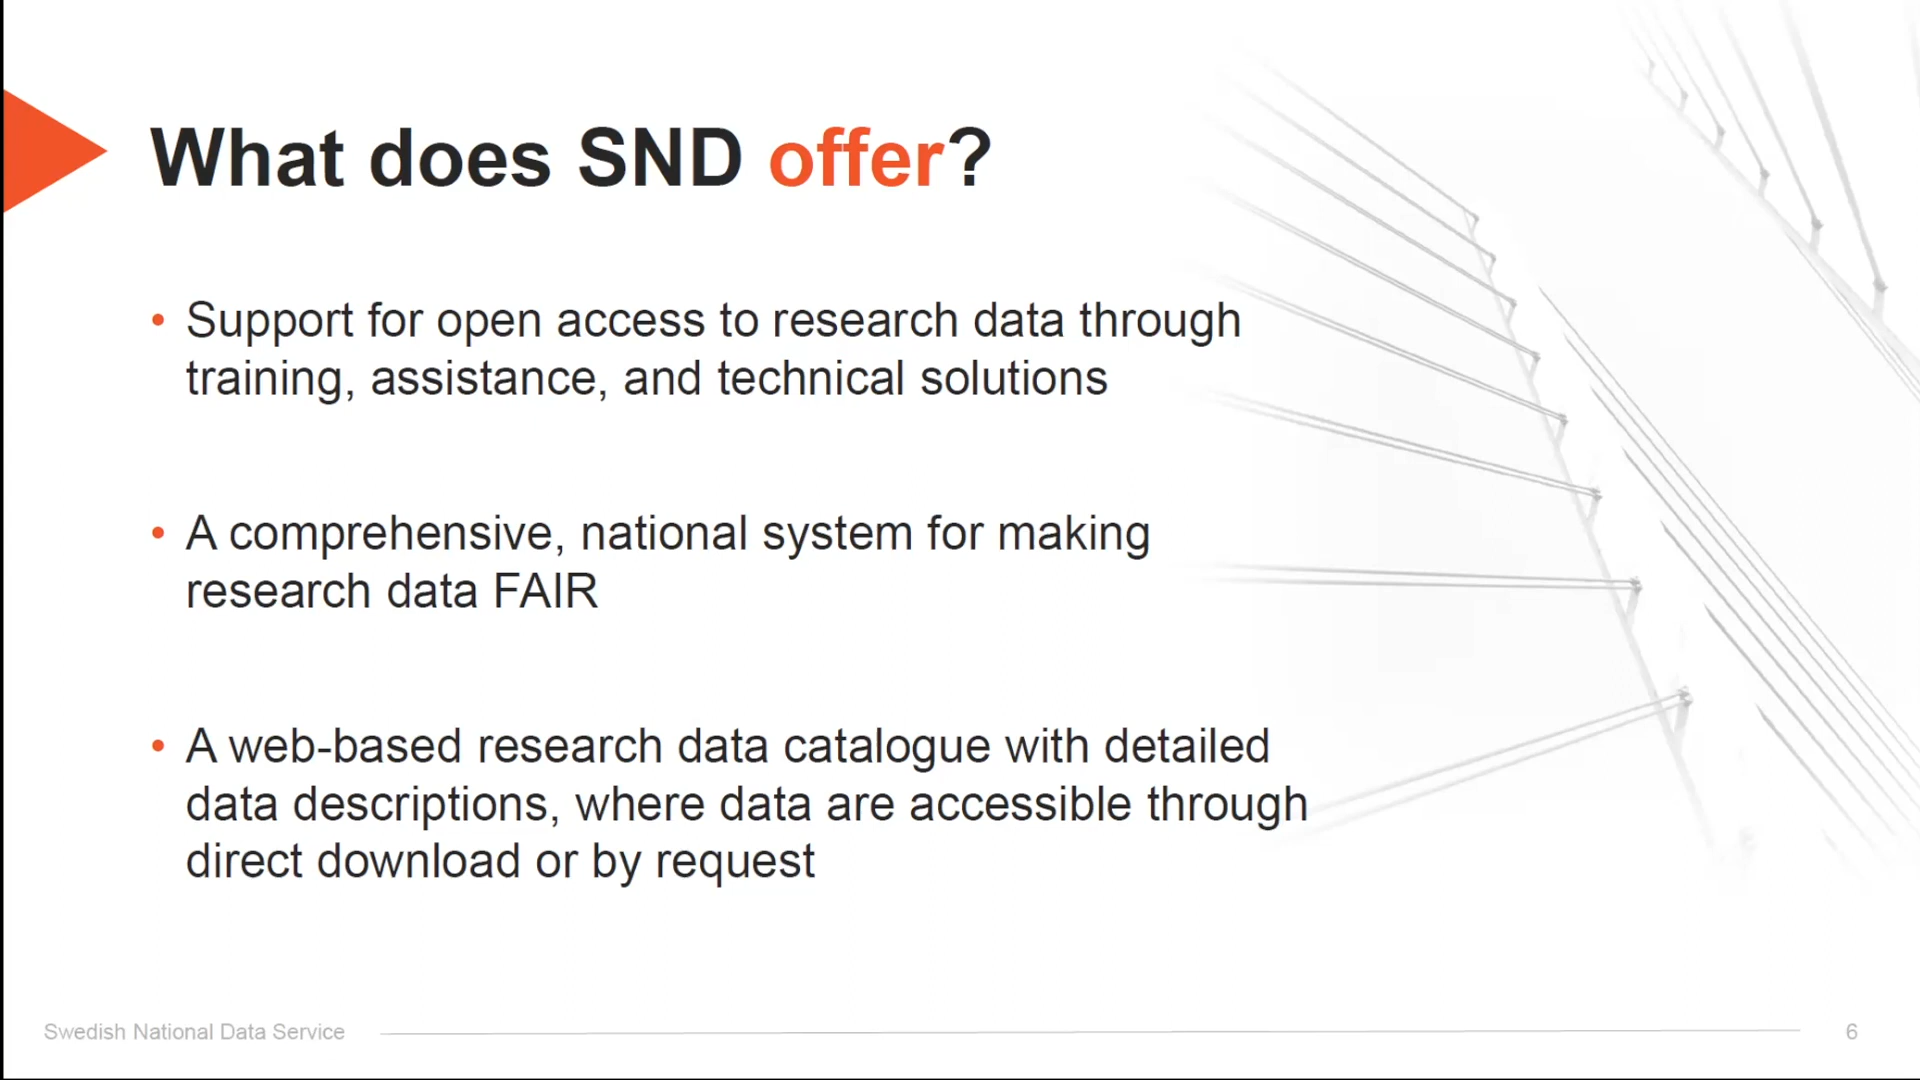 What does SND offer?
• Support for open access to research data through
training, assistance, and technical solutions
• A comprehensive, national system for making
research data FAIR
• A web-based research data catalogue with detailed
data descriptions, where data are accessible through
direct download or by request
Swedish National Data Service
6